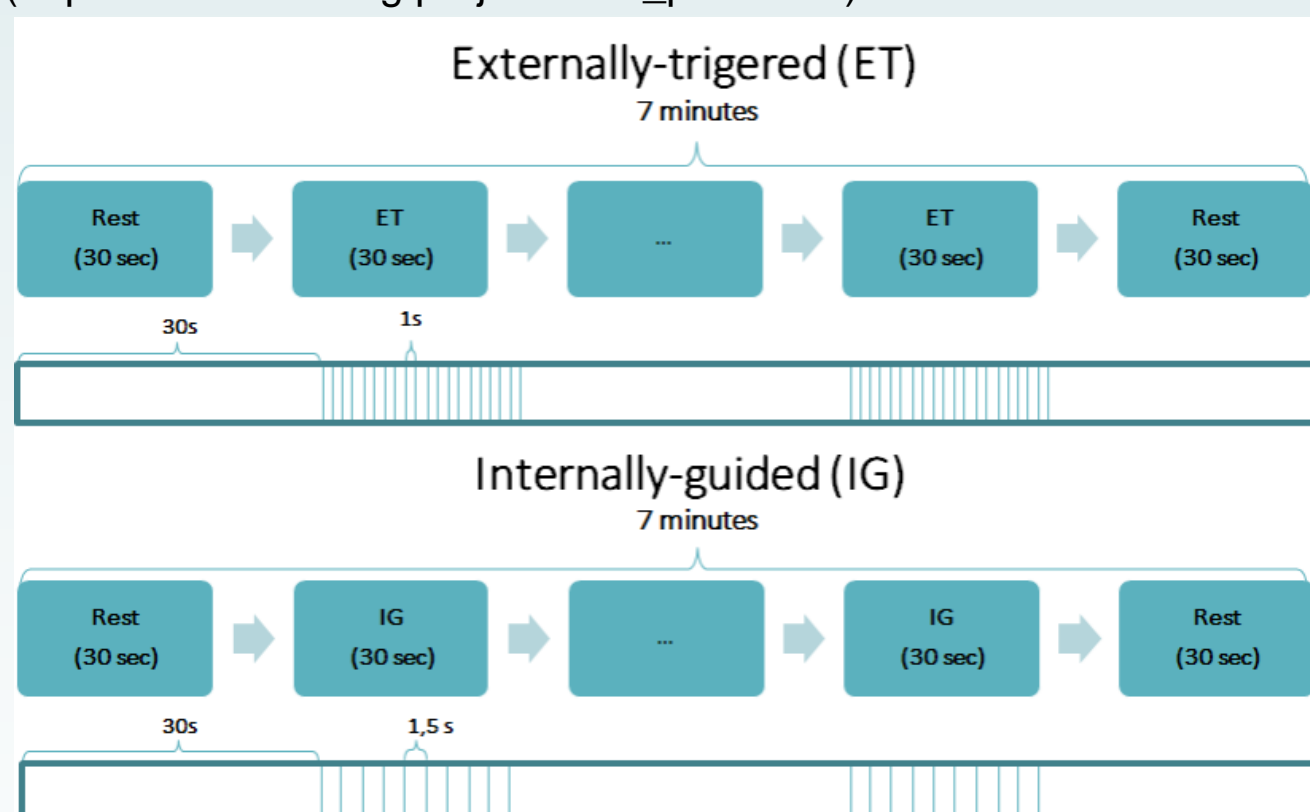 Externally-trigered (ET)
7 minutes
Rest
(30 sec)
ET
(30 sec)
...
ET
(30 sec)
Rest
(30 sec)
30s
1s
Internally-guided (IG)
7 minutes
Rest
(30 sec)
IG
(30 sec)
...
IG
(30 sec)
Rest
(30 sec)
30s
1,5 s